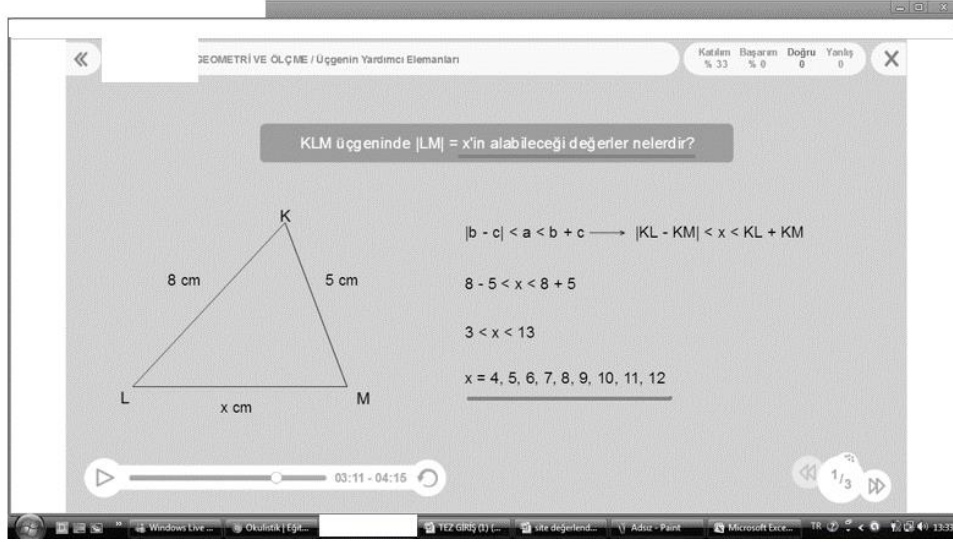 GEOMETRİ VE ÖLÇME / Üçgenin Yardımcı Elemanları
Katılım Başarım Doğru Yanlış
% 33 % 0 0 0
KLM üçgeninde |LM| = x'in alabileceği değerler nelerdir?
K
8 cm
5 cm
L
M
x cm
|b - c| < a < b + c ⟶ |KL - KM| < x < KL + KM
8 - 5 < x < 8 + 5
3 < x < 13
x = 4, 5, 6, 7, 8, 9, 10, 11, 12
03:11 - 04:15
1/3
Windows Live ... Okulistik | Eğit... TEZ GİRİŞ (1) (... site değerlend... Adsız - Paint Microsoft Exce... TR 13:33